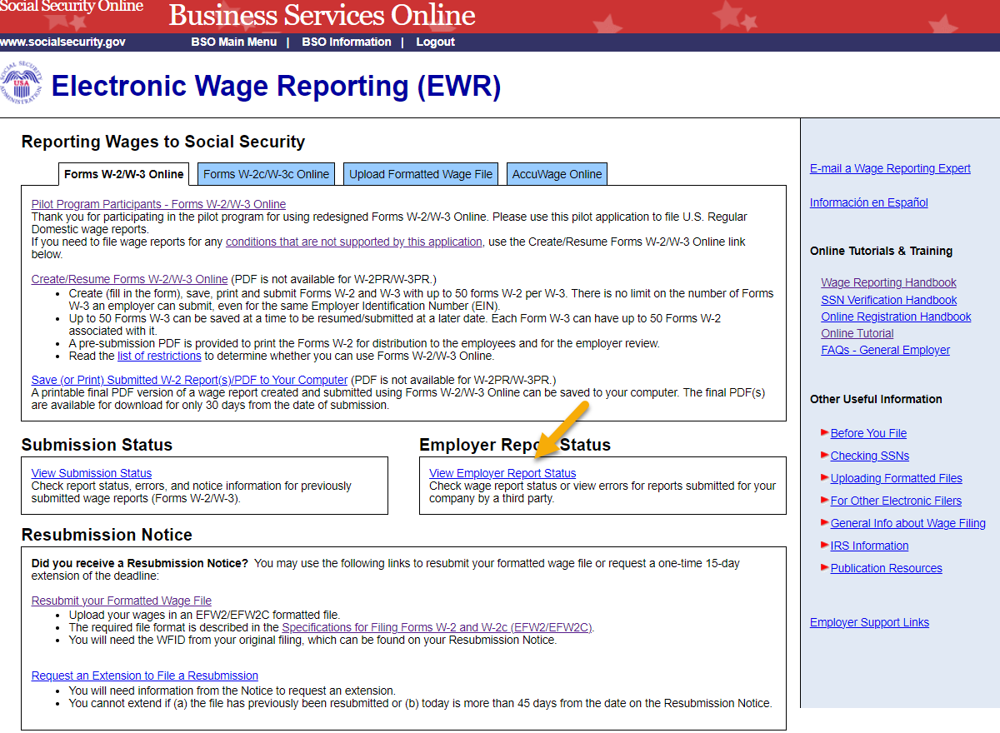 Social Security Online
Business Services Online
www.socialsecurity.gov
BSO Main Menu | BSO Information | Logout
SOCIAL SECURITY ADMINISTRATION
USA
Electronic Wage Reporting (EWR)
Reporting Wages to Social Security
Forms W-2/W-3 Online
Forms W-2c/W-3c Online
Upload Formatted Wage File
AccuWage Online
Pilot Program Participants - Forms W-2/W-3 Online
Thank you for participating in the pilot program for using redesigned Forms W-2/W-3 Online. Please use this pilot application to file U.S. Regular
Domestic wage reports.
If you need to file wage reports for any conditions that are not supported by this application, use the Create/Resume Forms W-2/W-3 Online link
below.
Create/Resume Forms W-2/W-3 Online (PDF is not available for W-2PR/W-3PR.)
• Create (fill in the form), save, print and submit Forms W-2 and W-3 with up to 50 forms W-2 per W-3. There is no limit on the number of Forms
W-3 an employer can submit, even for the same Employer Identification Number (EIN).
• Up to 50 Forms W-3 can be saved at a time to be resumed/submitted at a later date. Each Form W-3 can have up to 50 Forms W-2
associated with it.
• A pre-submission PDF is provided to print the Forms W-2 for distribution to the employees and for the employer review.
• Read the list of restrictions to determine whether you can use Forms W-2/W-3 Online.
Save (or Print) Submitted W-2 Report(s)/PDF to Your Computer (PDF is not available for W-2PR/W-3PR.)
A printable final PDF version of a wage report created and submitted using Forms W-2/W-3 Online can be saved to your computer. The final PDF(s)
are available for download for only 30 days from the date of submission.
Submission Status
View Submission Status
Check report status, errors, and notice information for previously
submitted wage reports (Forms W-2/W-3).
Employer Report Status
View Employer Report Status
Check wage report status or view errors for reports submitted for your
company by a third party.
Resubmission Notice
Did you receive a Resubmission Notice? You may use the following links to resubmit your formatted wage file or request a one-time 15-day
extension of the deadline:
Resubmit your Formatted Wage File
• Upload your wages in an EFW2/EFW2C formatted file.
• The required file format is described in the Specifications for Filing Forms W-2 and W-2c (EFW2/EFW2C).
• You will need the WFID from your original filing, which can be found on your Resubmission Notice.
Request an Extension to File a Resubmission
• You will need information from the Notice to request an extension.
• You cannot extend if (a) the file has previously been resubmitted or (b) today is more than 45 days from the date on the Resubmission Notice.
E-mail a Wage Reporting Expert
Información en Español
Online Tutorials & Training
Wage Reporting Handbook
SSN Verification Handbook
Online Registration Handbook
Online Tutorial
FAQs - General Employer
Other Useful Information
Before You File
Checking SSNs
Uploading Formatted Files
For Other Electronic Filers
General Info about Wage Filing
IRS Information
Publication Resources
Employer Support Links